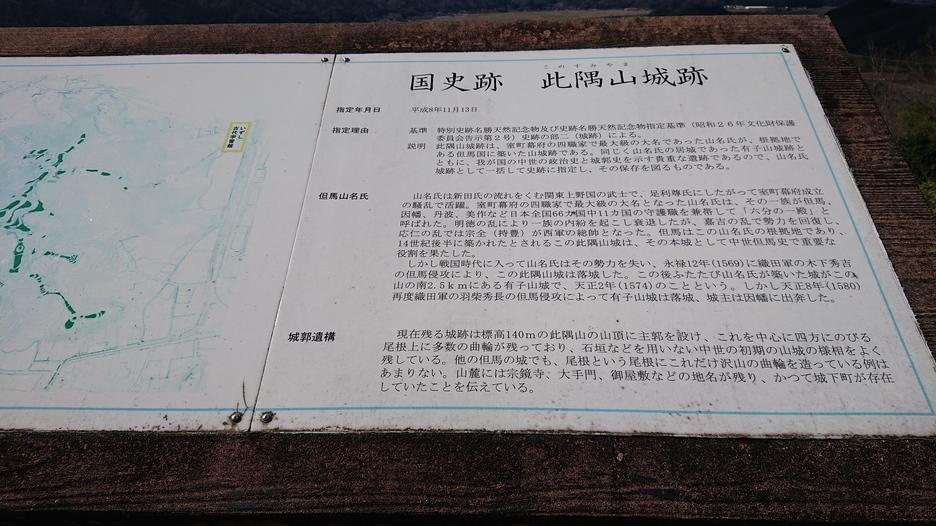 いずし
古代学習館
国史跡　此隅山城跡
このすみやま
指定年月日　平成8年11月13日
指定理由　基準　特別史跡名勝天然記念物及び史跡名勝天然記念物指定基準（昭和２６年文化財保護
委員会告示第２号）史跡の部二（城跡）による。
説明　此隅山城跡は、室町幕府の四職家で最大級の大名であった山名氏が、根拠地で
ある但馬国に築いた山城跡である。同じく山名氏の居城であった有子山城跡と
ともに、我が国の中世の政治史と城郭史を示す貴重な遺跡であるので、山名氏
城跡として一括して史跡に指定し、その保存を図るものである。
但馬山名氏　山名氏は新田氏の流れをくむ関東上野国の武士で、足利尊氏にしたがって室町幕府成立
の騒乱で活躍。室町幕府の四職家で最大級の大名となった山名氏は、その一族が但馬、
因幡、丹波、美作など日本全国66カ国中11カ国の守護職を兼帯して「六分の一殿」と
呼ばれた。明徳の乱により一族の内紛を起こし衰退したが、嘉吉の乱で勢力を回復し、
応仁の乱では宗全（持豊）が西軍の総帥となった。但馬はこの山名氏の根拠地であり、
14世紀後半に築かれたとされるこの此隅山城は、その本城として中世但馬史で重要な
役割を果たした。
しかし戦国時代に入って山名氏はその勢力を失い、永禄12年(1569)に織田軍の木下秀吉
の但馬侵攻により、この此隅山城は落城した。この後ふたたび山名氏が築いた城がこの
山の南2.5ｋｍにある有子山城で、天正2年(1574)のことという。しかし天正8年(1580)
再度織田軍の羽柴秀長の但馬侵攻によって有子山城は落城、城主は因幡に出奔した。
城郭遺構　現在残る城跡は標高140ｍの此隅山の山頂に主郭を設け、これを中心に四方にのびる
尾根上に多数の曲輪が残っており、石垣などを用いない中世の初期の山城の様相をよく
残している。他の但馬の城でも、尾根という尾根にこれだけ沢山の曲輪を造っている例は
あまりない。山麓には宗鏡寺、大手門、御屋敷などの地名が残り、かつて城下町が存在
していたことを伝えている。